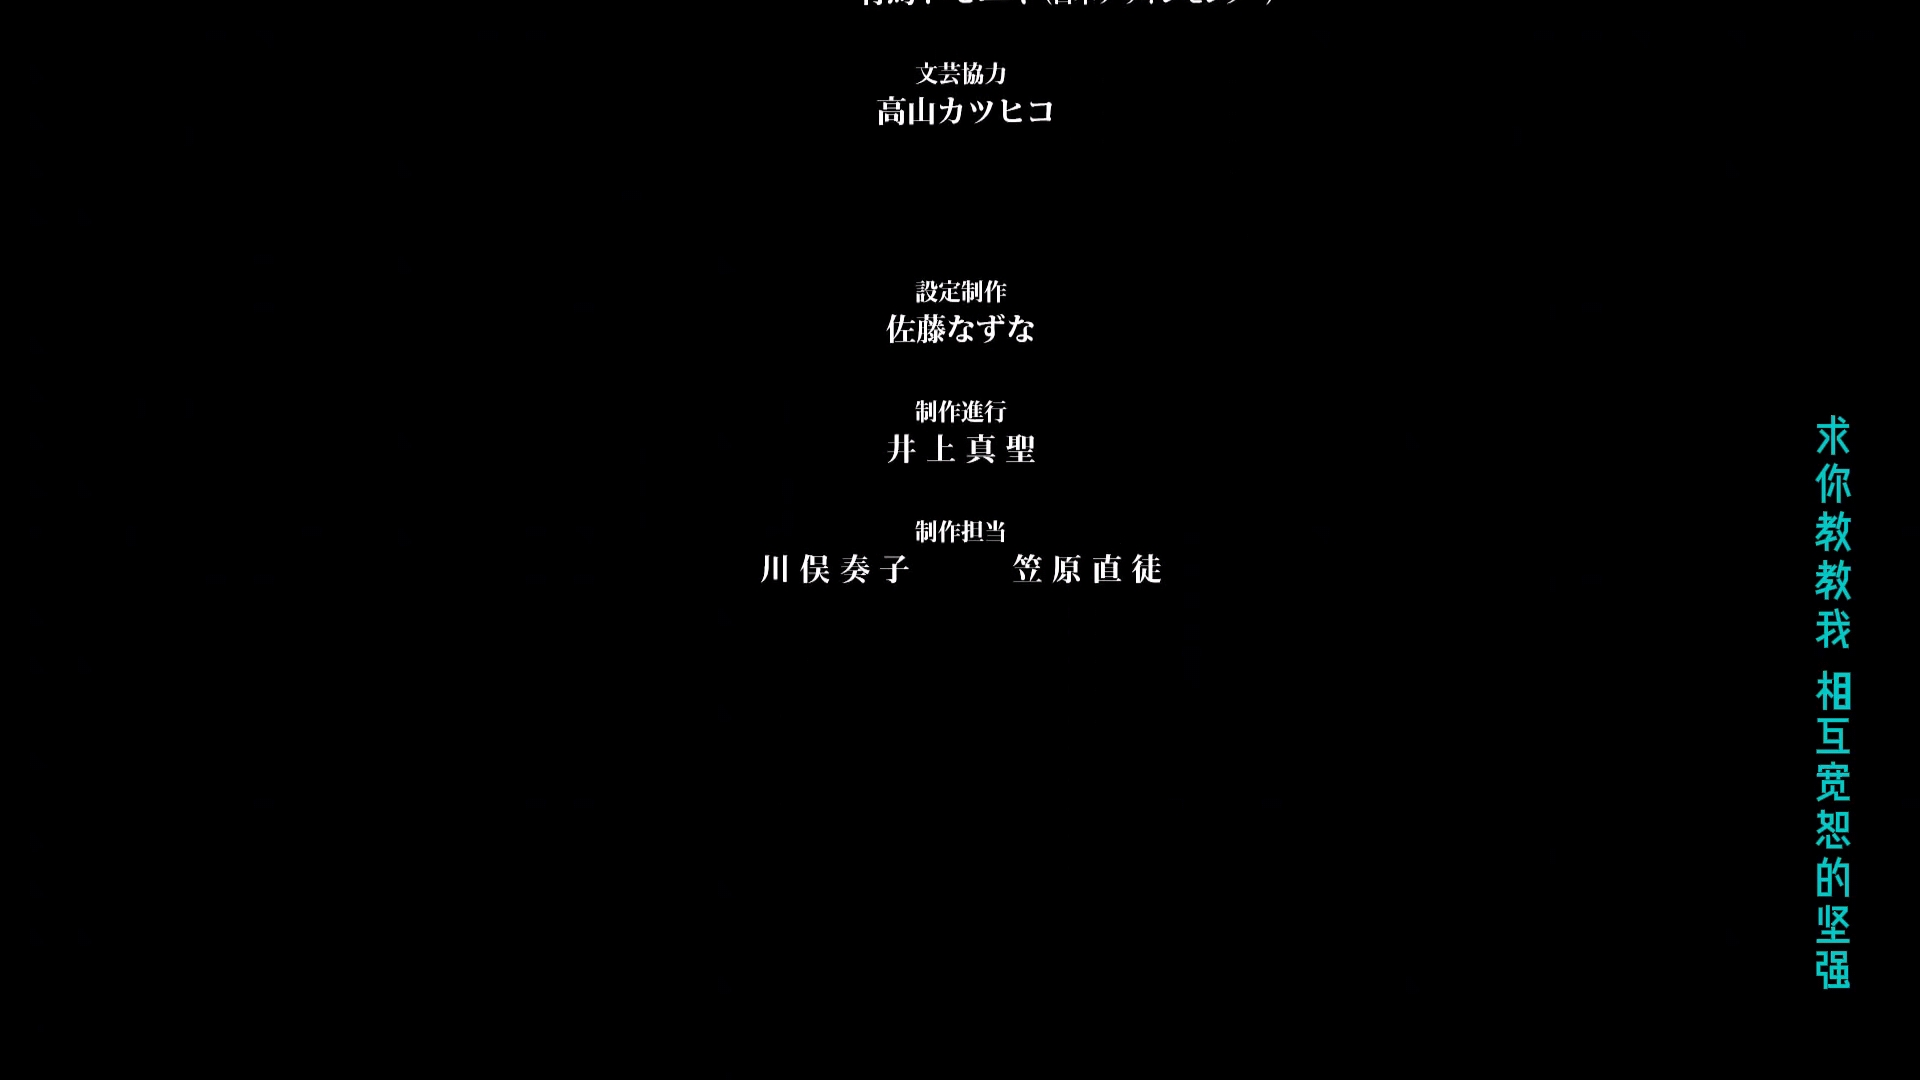 文芸協力
高山カツヒコ
設定制作
佐藤なずな
制作進行
井上真聖
制作担当
川俣奏子　笠原直徒
求你教教我 相互宽恕的坚强